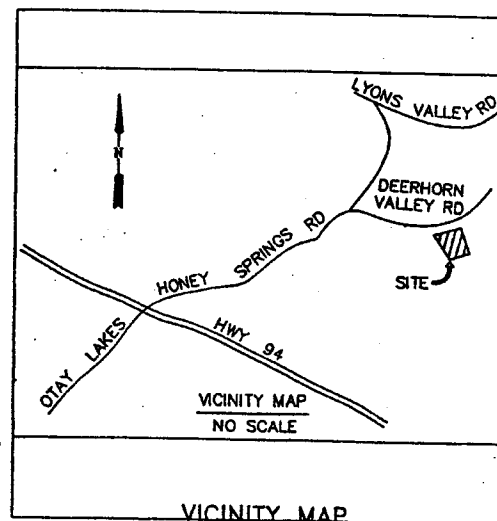 LYONS VALLEY RD
N
DEERHORN
VALLEY RD
HONEY SPRINGS RD
SITE
OTAY LAKES
HWY 94
VICINITY MAP
NO SCALE
VICINITY MAP